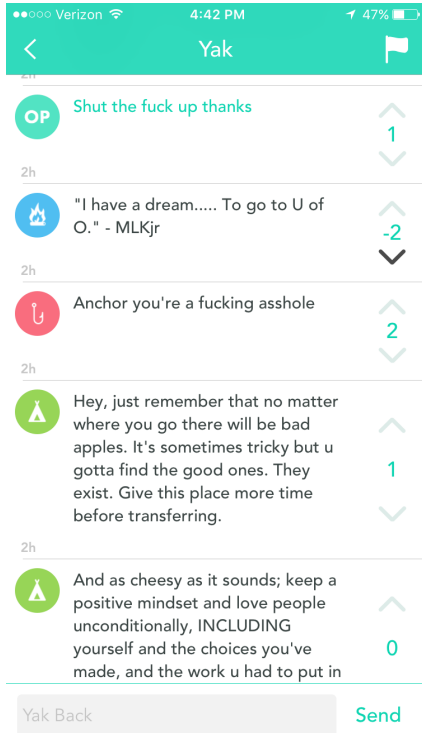 Verizon 4:42 PM 47%
Yak
2h
OP Shut the fuck up thanks
1
2h
"I have a dream..... To go to U of
O." - MLKjr
-2
2h
Anchor you're a fucking asshole
2
2h
Hey, just remember that no matter
where you go there will be bad
apples. It's sometimes tricky but u
gotta find the good ones. They
exist. Give this place more time
before transferring.
1
2h
And as cheesy as it sounds; keep a
positive mindset and love people
unconditionally, INCLUDING
yourself and the choices you've
made, and the work u had to put in
0
Yak Back Send